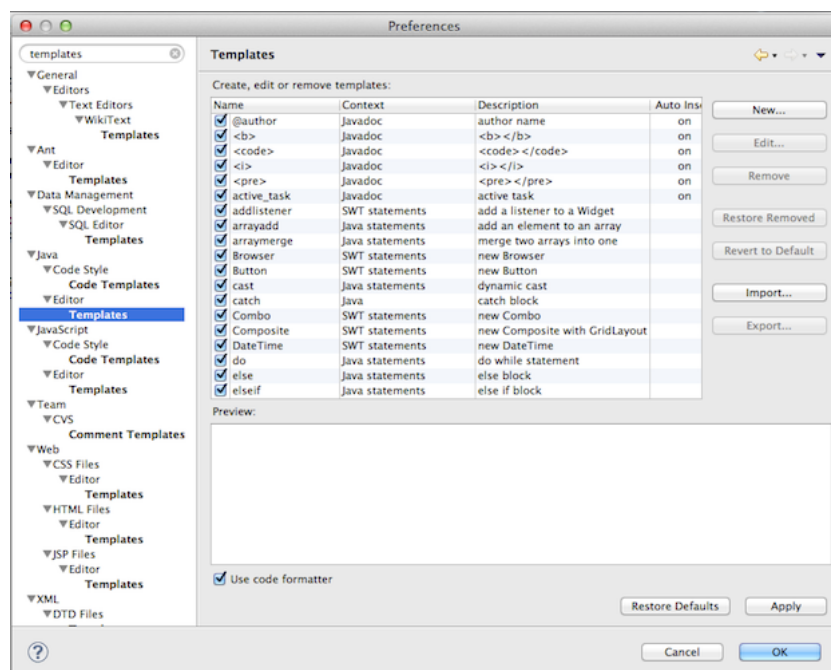 Preferences
templates
General
Editors
Text Editors
WikiText
Templates
Ant
Editor
Templates
Data Management
SQL Development
SQL Editor
Templates
Java
Code Style
Code Templates
Editor
Templates
JavaScript
Code Style
Code Templates
Editor
Templates
Team
CVS
Comment Templates
Web
CSS Files
Editor
Templates
HTML Files
Editor
Templates
JSP Files
Editor
Templates
XML
DTD Files
Templates
Create, edit or remove templates:
Name Context Description Auto Inse
@author Javadoc author name on
<b> Javadoc <b></b> on
<code> Javadoc <code></code> on
<i> Javadoc <i></i> on
<pre> Javadoc <pre></pre> on
active_task Javadoc active task on
addlistener SWT statements add a listener to a Widget
arrayadd Java statements add an element to an array
arraymerge Java statements merge two arrays into one
Browser SWT statements new Browser
Button SWT statements new Button
cast Java statements dynamic cast
catch Java catch block
Combo SWT statements new Combo
Composite SWT statements new Composite with GridLayout
DateTime SWT statements new DateTime
do Java statements do while statement
else Java statements else block
elseif Java statements else if block
New...
Edit...
Remove
Restore Removed
Revert to Default
Import...
Export...
Preview:
Use code formatter
Restore Defaults Apply
? Cancel OK